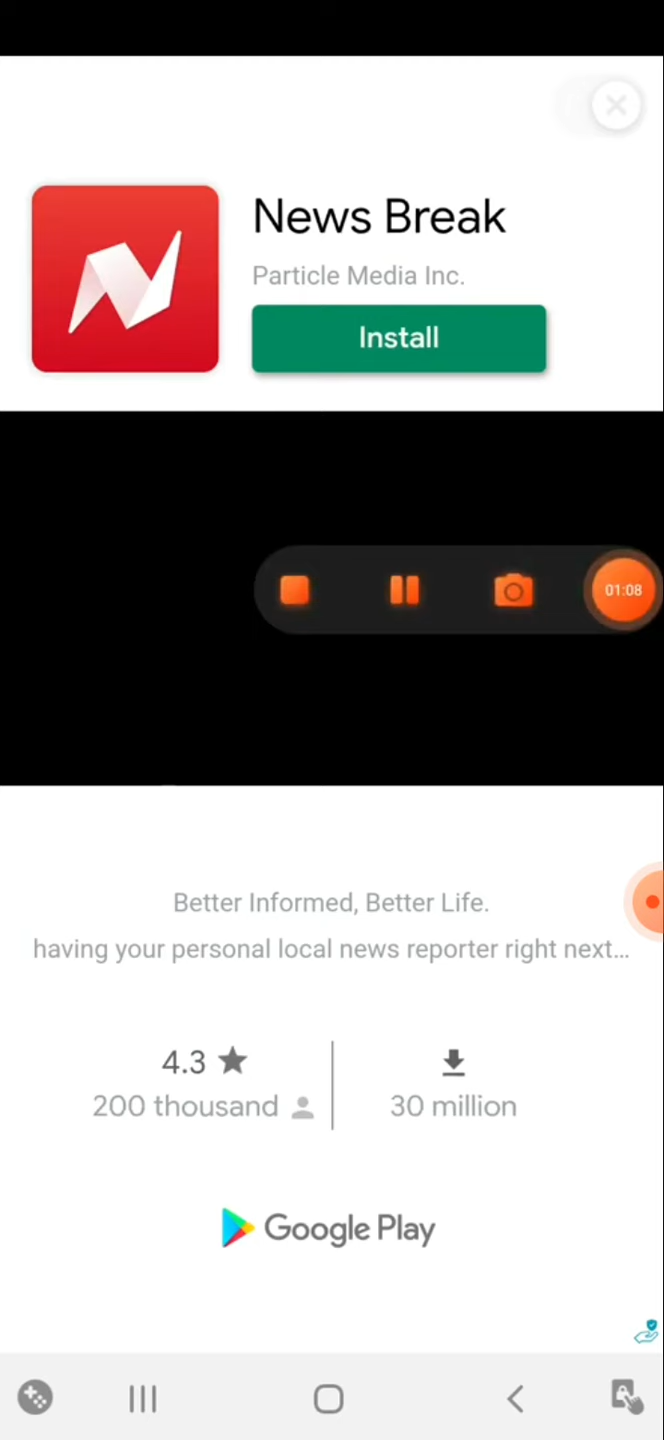 News Break
Particle Media Inc.
Install
01:08
Better Informed, Better Life.
having your personal local news reporter right next...
4.3
200 thousand
30 million
Google Play